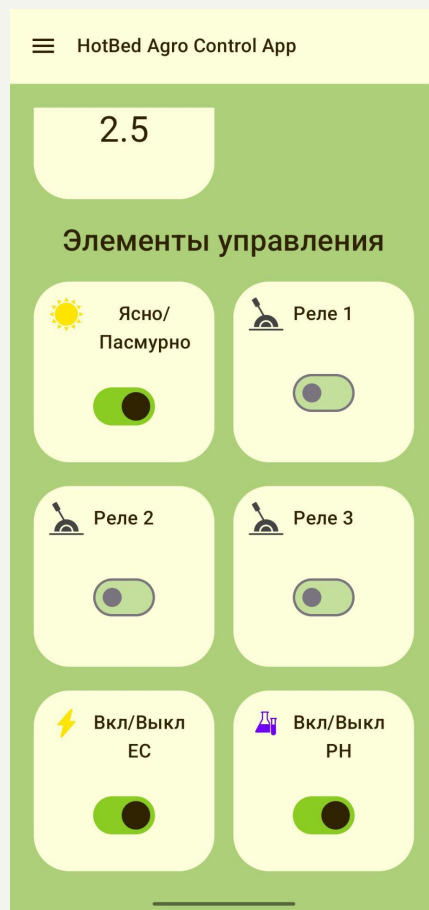 HotBed Agro Control App
2.5
Элементы управления
Ясно/
Пасмурно
Реле 1
Реле 2
Реле 3
Вкл/Выкл
EC
Вкл/Выкл
PH